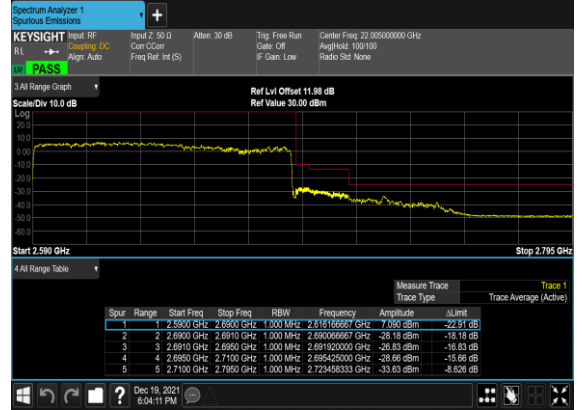 Spectrum Analyzer 1
Spurious Emissions
KEYSIGHT Input: RF Input Z: 50 Ω Atten: 30 dB Trig: Free Run Center Freq: 22.005000000 GHz
RL Coupling: DC Corr CCorr Gate: Off Avg|Hold: 100/100
Align: Auto Freq Ref: Int (S) IF Gain: Low Radio Std: None
PASS
3 All Range Graph
Ref Lvl Offset 11.98 dB
Scale/Div 10.0 dB Ref Value 30.00 dBm
Log
20.0
10.0
0.00
-10.0
-20.0
-30.0
-40.0
-50.0
-60.0
Start 2.590 GHz Stop 2.795 GHz
4 All Range Table
Measure Trace Trace 1
Trace Type Trace Average (Active)
Spur Range Start Freq Stop Freq RBW Frequency Amplitude ΔLimit
1 1 2.5900 GHz 2.6900 GHz 1.000 MHz 2.616166667 GHz 7.090 dBm -22.91 dB
2 2 2.6900 GHz 2.6910 GHz 1.000 MHz 2.690066667 GHz -28.18 dBm -18.18 dB
3 3 2.6910 GHz 2.6950 GHz 1.000 MHz 2.691920000 GHz -26.83 dBm -16.83 dB
4 4 2.6950 GHz 2.7100 GHz 1.000 MHz 2.695425000 GHz -28.66 dBm -15.66 dB
5 5 2.7100 GHz 2.7950 GHz 1.000 MHz 2.723458333 GHz -33.63 dBm -8.626 dB
? Dec 19, 2021
6:04:11 PM